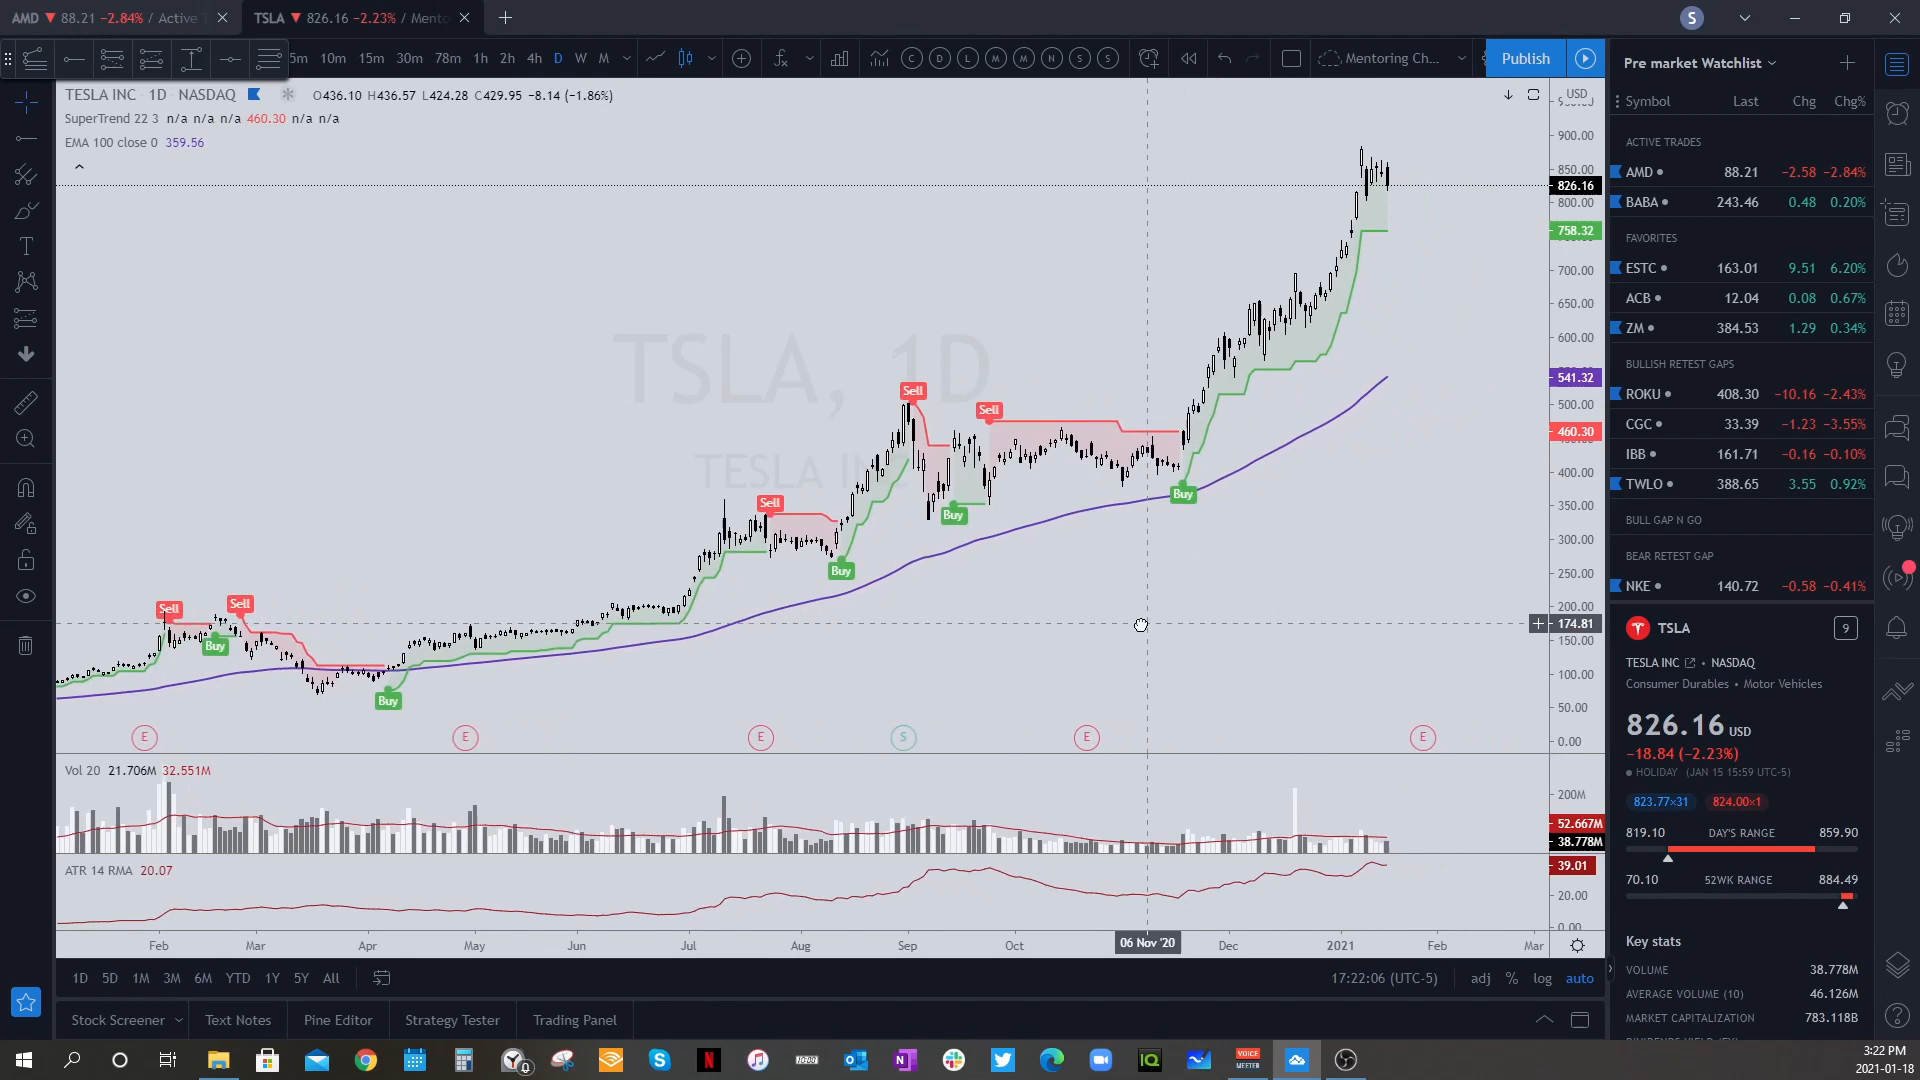 AMD ▼ 88.21 −2.84% / Active
TSLA ▼ 826.16 −2.23% / Mento
S
5m 10m 15m 30m 78m 1h 2h 4h D W M
C D L M M N S S
Mentoring Ch...
Publish
TESLA INC 1D NASDAQ
O436.10 H436.57 L424.28 C429.95 −8.14 (−1.86%)
SuperTrend 22 3 n/a n/a n/a 460.30 n/a n/a
EMA 100 close 0 359.56
TSLA, 1D
TESLA INC
Sell
Buy
Sell
Buy
Sell
Buy
Sell
Buy
Sell
Buy
E
E
E
S
E
E
USD
900.00
850.00
826.16
800.00
758.32
700.00
650.00
600.00
541.32
500.00
460.30
400.00
350.00
300.00
250.00
200.00
174.81
150.00
100.00
50.00
0.00
Vol 20 21.706M 32.551M
200M
52.667M
38.778M
ATR 14 RMA 20.07
39.01
20.00
0.00
Feb Mar Apr May Jun Jul Aug Sep Oct 06 Nov '20 Dec 2021 Feb Mar
1D 5D 1M 3M 6M YTD 1Y 5Y All
17:22:06 (UTC-5) adj % log auto
Stock Screener Text Notes Pine Editor Strategy Tester Trading Panel
Pre market Watchlist
Symbol Last Chg Chg%
ACTIVE TRADES
AMD 88.21 −2.58 −2.84%
BABA 243.46 0.48 0.20%
FAVORITES
ESTC 163.01 9.51 6.20%
ACB 12.04 0.08 0.67%
ZM 384.53 1.29 0.34%
BULLISH RETEST GAPS
ROKU 408.30 −10.16 −2.43%
CGC 33.39 −1.23 −3.55%
IBB 161.71 −0.16 −0.10%
TWLO 388.65 3.55 0.92%
BULL GAP N GO
BEAR RETEST GAP
NKE 140.72 −0.58 −0.41%
TSLA 9
TESLA INC • NASDAQ
Consumer Durables • Motor Vehicles
826.16 USD
−18.84 (−2.23%)
HOLIDAY (JAN 15 15:59 UTC-5)
823.77×31 824.00×1
819.10 DAY'S RANGE 859.90
70.10 52WK RANGE 884.49
Key stats
VOLUME 38.778M
AVERAGE VOLUME (10) 46.126M
MARKET CAPITALIZATION 783.118B
VOICE
MEETER
3:22 PM
2021-01-18